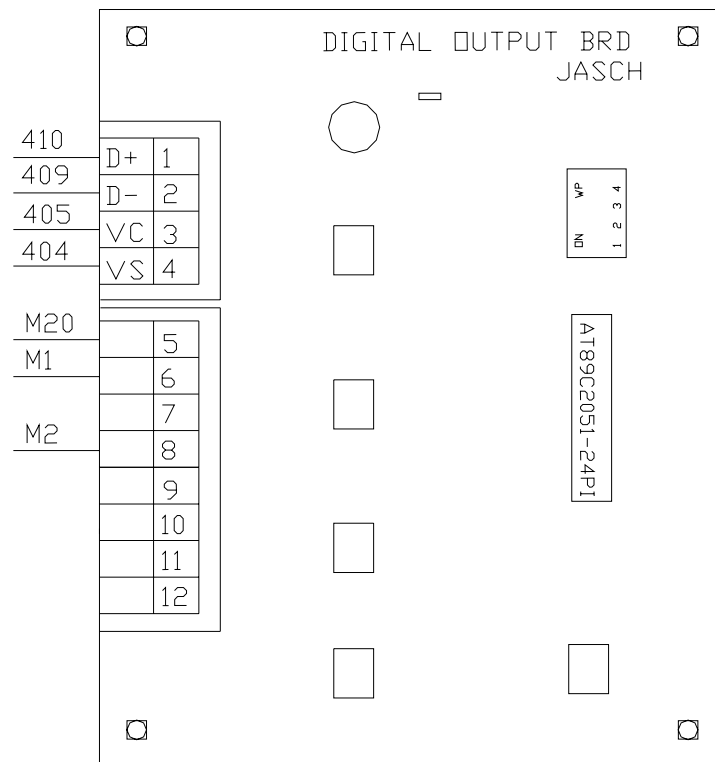 DIGITAL OUTPUT BRD
JASCH
410 D+ 1
409 D- 2
405 VC 3
404 VS 4
M20 5
M1 6
7
M2 8
9
10
11
12
ON WP
1 2 3 4
AT89C2051-24PI